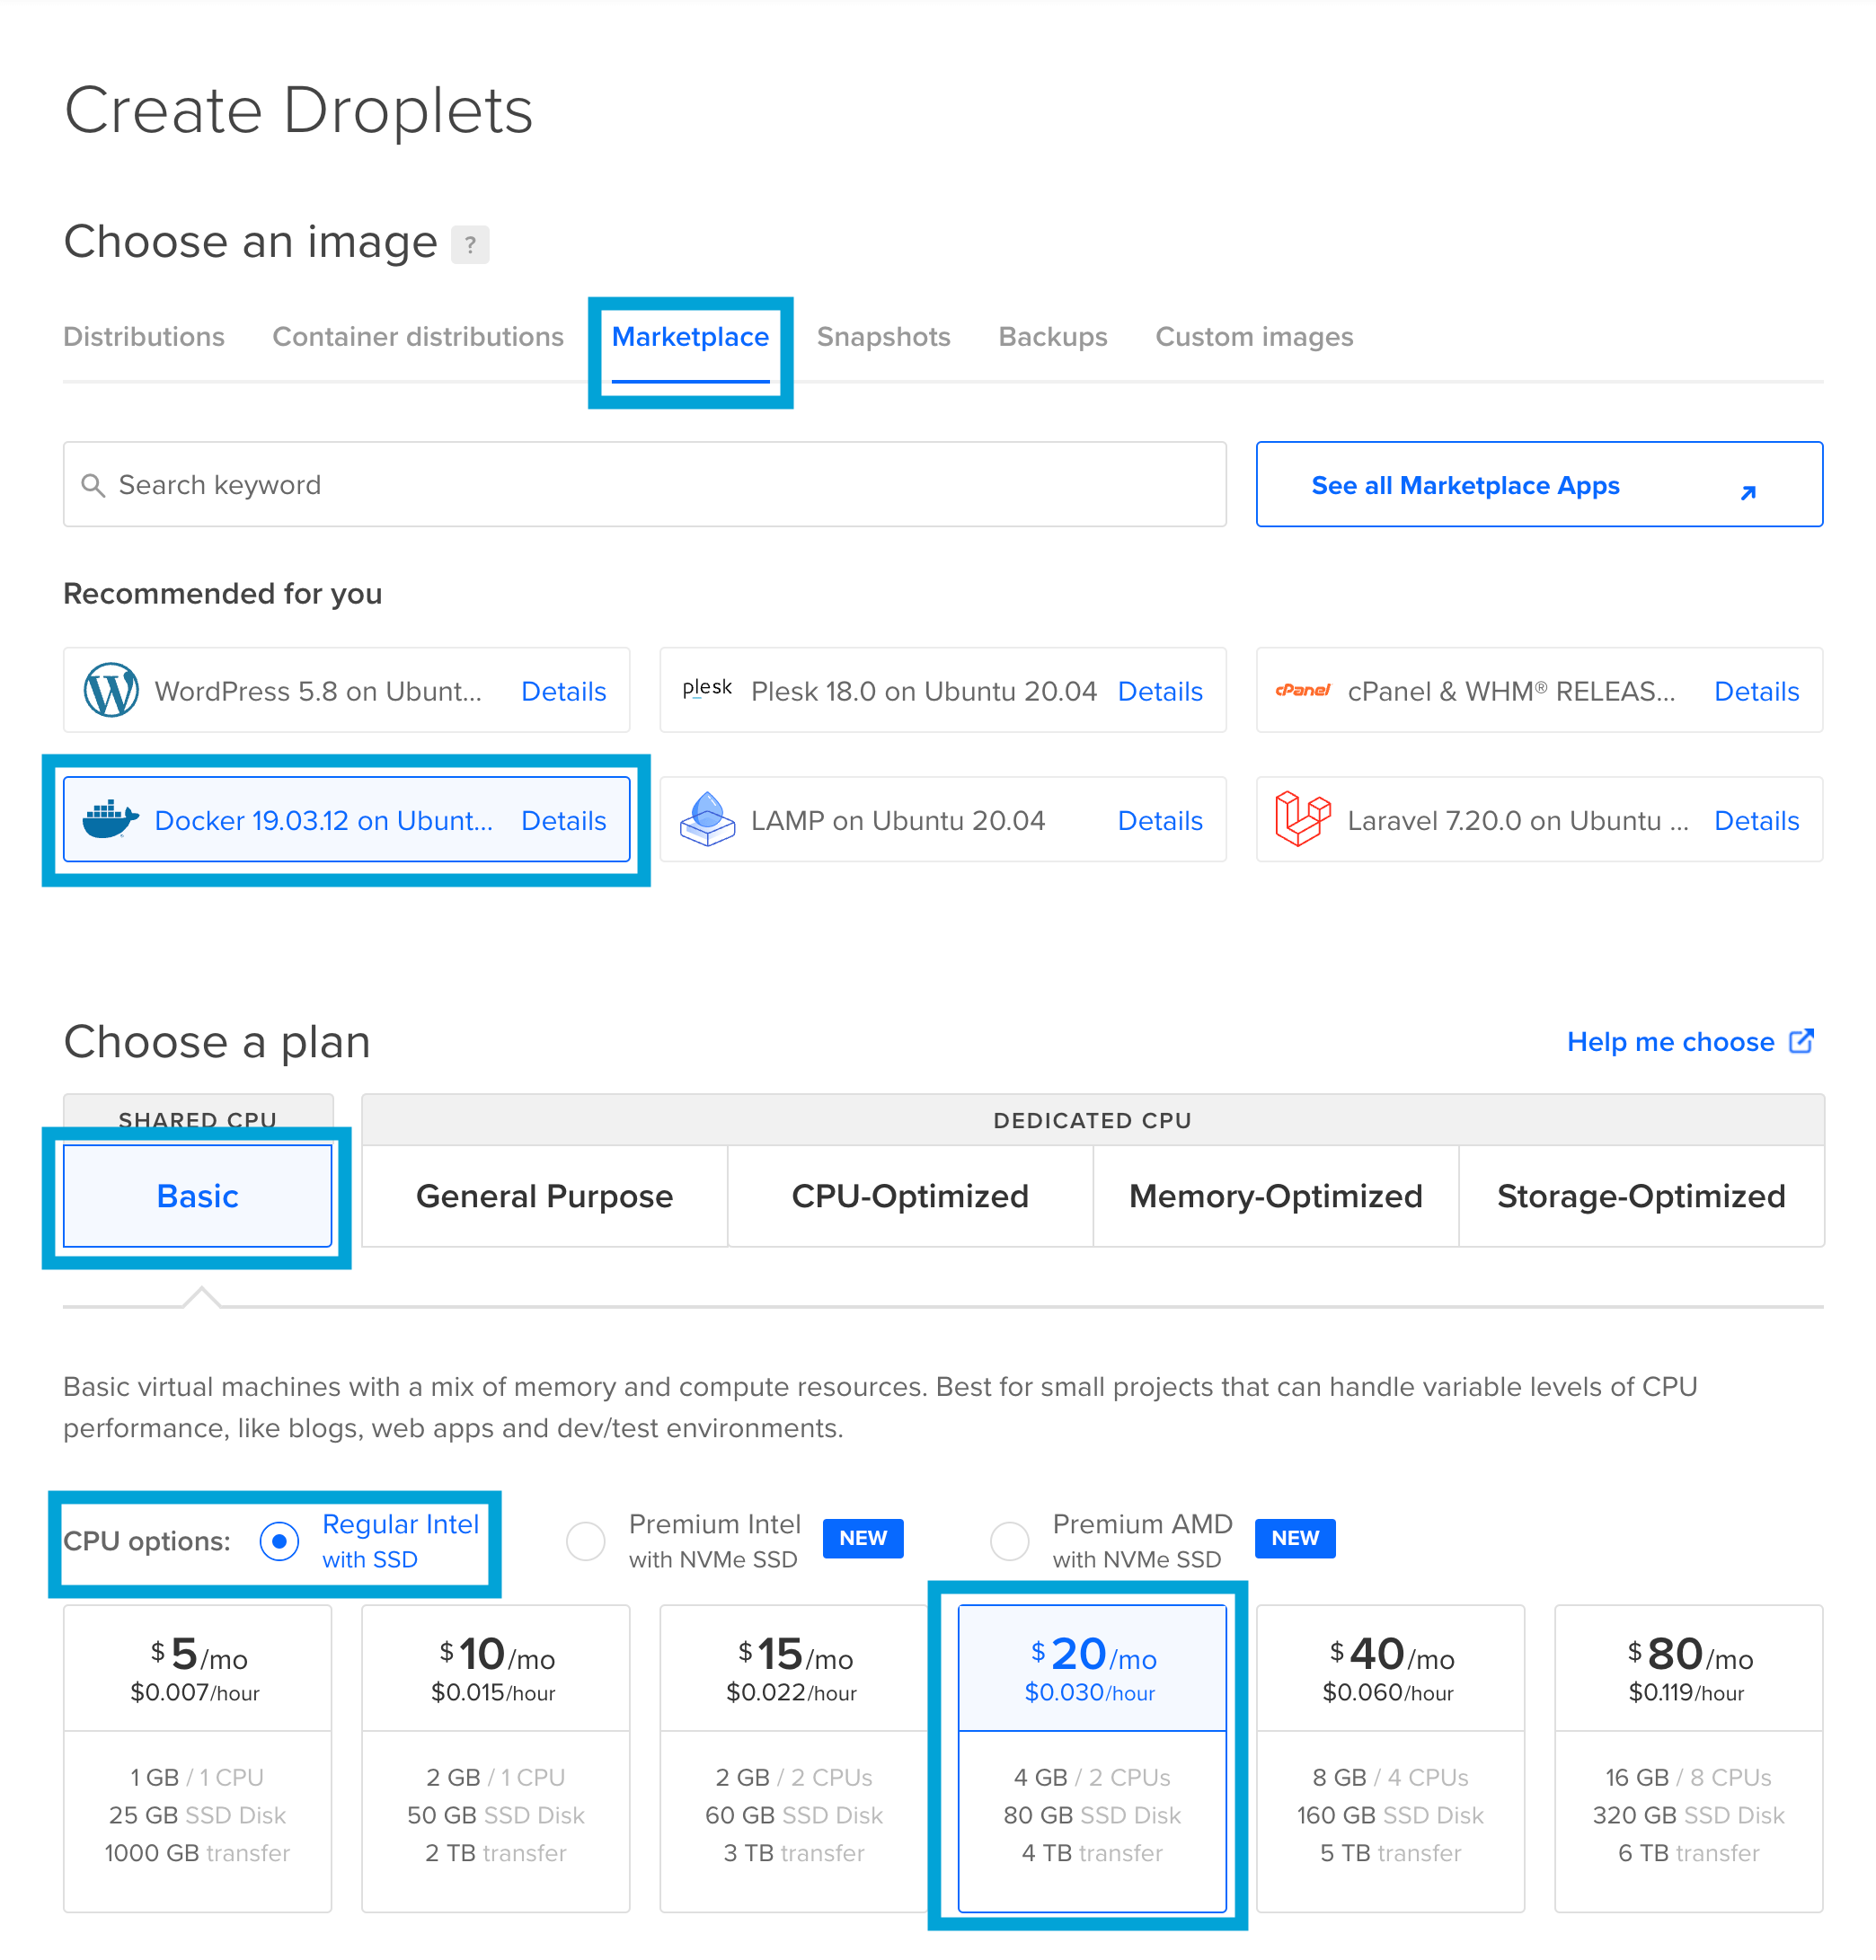 Create Droplets
Choose an image ?
Distributions Container distributions Marketplace Snapshots Backups Custom images
Search keyword See all Marketplace Apps
Recommended for you
WordPress 5.8 on Ubunt... Details plesk Plesk 18.0 on Ubuntu 20.04 Details cPanel cPanel & WHM® RELEAS... Details
Docker 19.03.12 on Ubunt... Details LAMP on Ubuntu 20.04 Details Laravel 7.20.0 on Ubuntu ... Details
Choose a plan Help me choose
SHARED CPU DEDICATED CPU
Basic General Purpose CPU-Optimized Memory-Optimized Storage-Optimized
Basic virtual machines with a mix of memory and compute resources. Best for small projects that can handle variable levels of CPU
performance, like blogs, web apps and dev/test environments.
CPU options: Regular Intel with SSD Premium Intel with NVMe SSD NEW Premium AMD with NVMe SSD NEW
$ 5/mo $ 10/mo $ 15/mo $ 20/mo $ 40/mo $ 80/mo
$0.007/hour $0.015/hour $0.022/hour $0.030/hour $0.060/hour $0.119/hour
1 GB / 1 CPU 2 GB / 1 CPU 2 GB / 2 CPUs 4 GB / 2 CPUs 8 GB / 4 CPUs 16 GB / 8 CPUs
25 GB SSD Disk 50 GB SSD Disk 60 GB SSD Disk 80 GB SSD Disk 160 GB SSD Disk 320 GB SSD Disk
1000 GB transfer 2 TB transfer 3 TB transfer 4 TB transfer 5 TB transfer 6 TB transfer